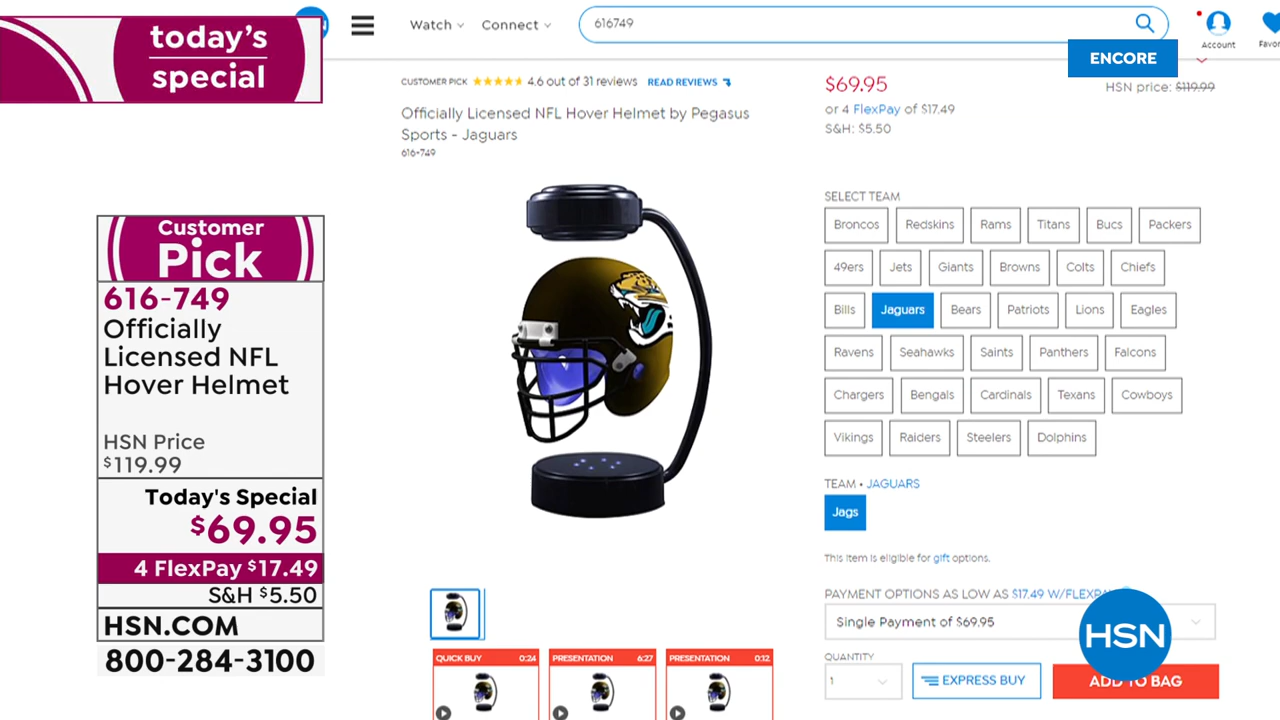 today's
special
Watch
Connect
616749
Account
ENCORE
CUSTOMER PICK
4.6 out of 31 reviews
READ REVIEWS
Officially Licensed NFL Hover Helmet by Pegasus
Sports - Jaguars
616-749
$69.95
HSN price: $119.99
or 4 FlexPay of $17.49
S&H: $5.50
Customer
Pick
616-749
Officially
Licensed NFL
Hover Helmet
HSN Price
$119.99
Today's Special
$69.95
4 FlexPay $17.49
S&H $5.50
HSN.COM
800-284-3100
SELECT TEAM
Broncos Redskins Rams Titans Bucs Packers
49ers Jets Giants Browns Colts Chiefs
Bills Jaguars Bears Patriots Lions Eagles
Ravens Seahawks Saints Panthers Falcons
Chargers Bengals Cardinals Texans Cowboys
Vikings Raiders Steelers Dolphins
TEAM • JAGUARS
Jags
This item is eligible for gift options.
PAYMENT OPTIONS AS LOW AS $17.49 W/FLEXPA
Single Payment of $69.95
HSN
QUANTITY
1
EXPRESS BUY
ADD TO BAG
QUICK BUY 0:24
PRESENTATION 6:27
PRESENTATION 0:12